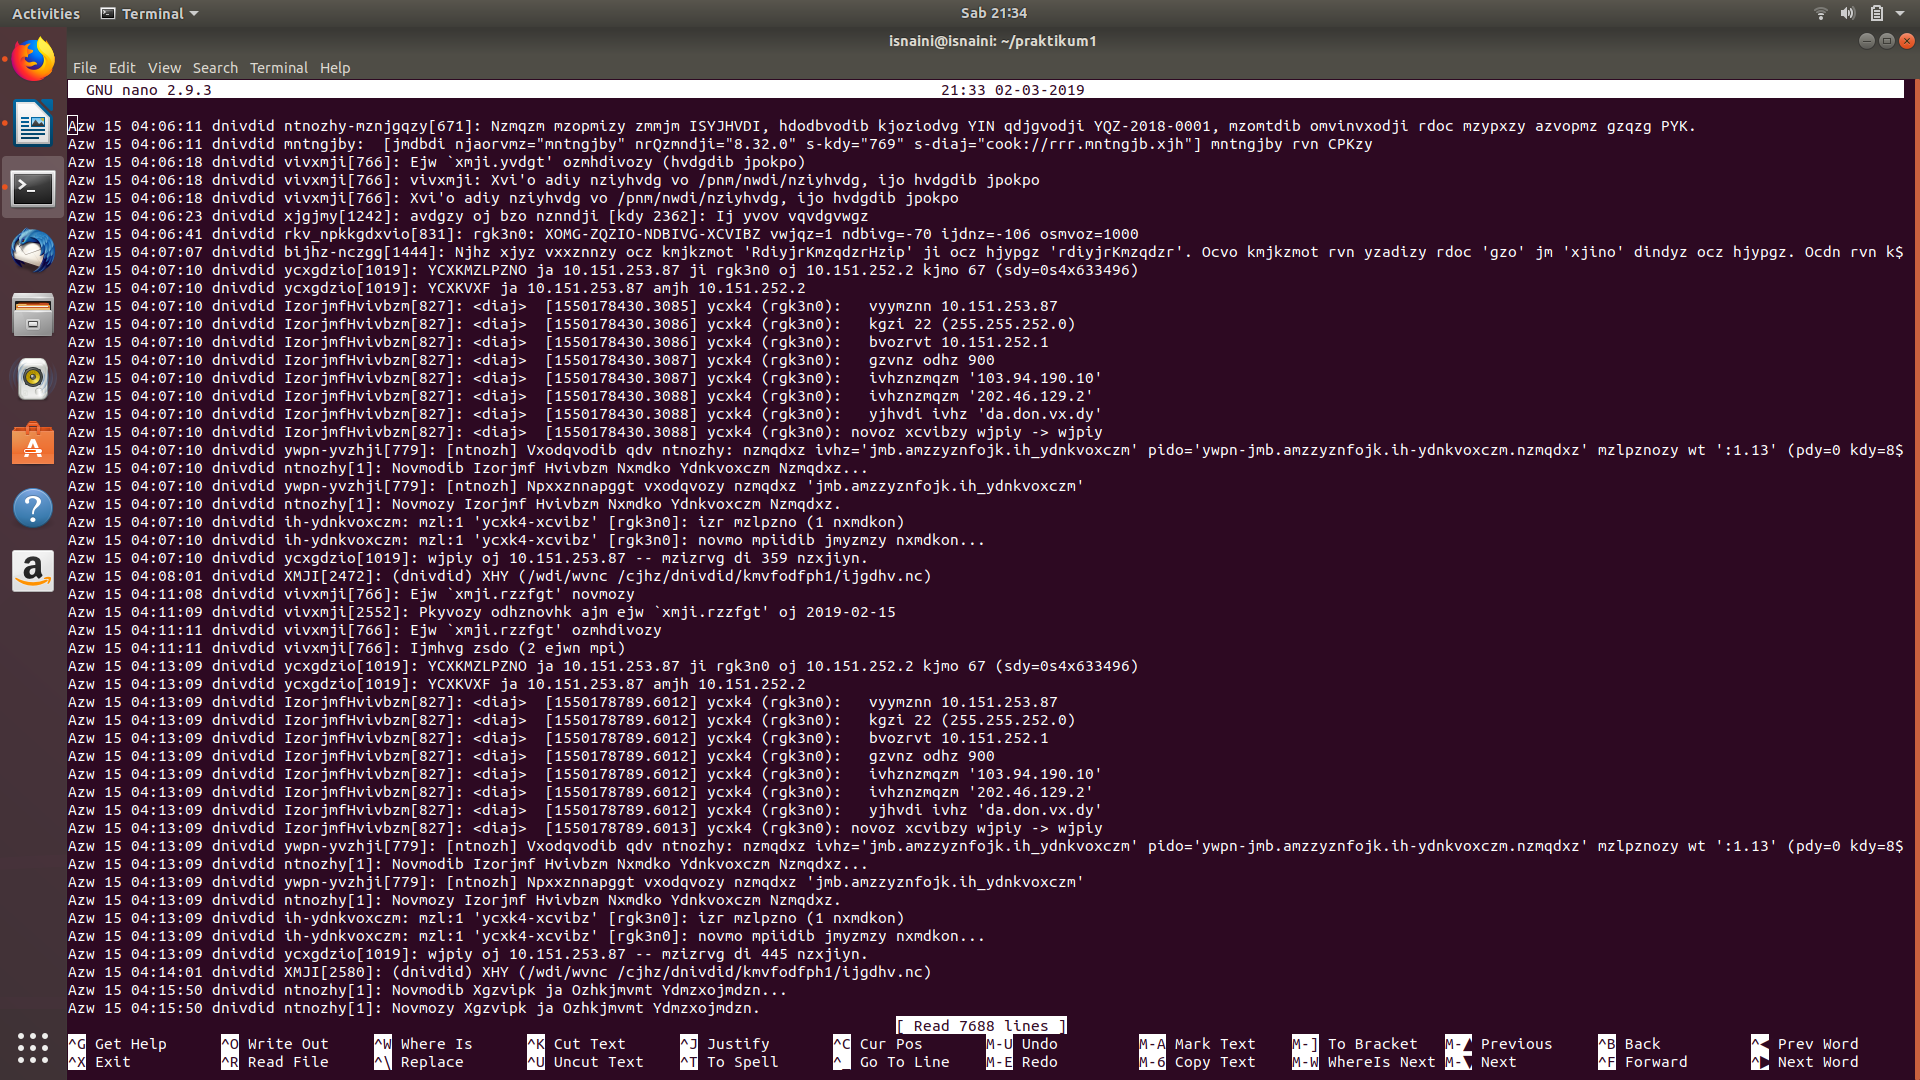 Activities Terminal Sab 21:34
isnaini@isnaini: ~/praktikum1
File Edit View Search Terminal Help
GNU nano 2.9.3 21:33 02-03-2019
Azw 15 04:06:11 dnivdid ntnozhy-mznjgqzy[671]: Nzmqzm mzopmizy zmmjm ISYJHVDI, hdodbvodib kjoziodvg YIN qdjgvodji YQZ-2018-0001, mzomtdib omvinvxodji rdoc mzypxzy azvopmz gzqzg PYK.
Azw 15 04:06:11 dnivdid mntngjby:  [jmdbdi njaorvmz="mntngjby" nrQzmndji="8.32.0" s-kdy="769" s-diaj="cook://rrr.mntngjb.xjh"] mntngjby rvn CPKzy
Azw 15 04:06:18 dnivdid vivxmji[766]: Ejw `xmji.yvdgt' ozmhdivozy (hvdgdib jpokpo)
Azw 15 04:06:18 dnivdid vivxmji[766]: vivxmji: Xvi'o adiy nziyhvdg vo /pnm/nwdi/nziyhvdg, ijo hvdgdib jpokpo
Azw 15 04:06:18 dnivdid vivxmji[766]: Xvi'o adiy nziyhvdg vo /pnm/nwdi/nziyhvdg, ijo hvdgdib jpokpo
Azw 15 04:06:23 dnivdid xjgjmy[1242]: avdgzy oj bzo nznndji [kdy 2362]: Ij yvov vqvdgvwgz
Azw 15 04:06:41 dnivdid rkv_npkkgdxvio[831]: rgk3n0: XOMG-ZQZIO-NDBIVG-XCVIBZ vwjqz=1 ndbivg=-70 ijdnz=-106 osmvoz=1000
Azw 15 04:07:07 dnivdid bijhz-nczgg[1444]: Njhz xjyz vxxznnzy ocz kmjkzmot 'RdiyjrKmzqdzrHzip' ji ocz hjypgz 'rdiyjrKmzqdzr'. Ocvo kmjkzmot rvn yzadizy rdoc 'gzo' jm 'xjino' dindyz ocz hjypgz. Ocdn rvn k$
Azw 15 04:07:10 dnivdid ycxgdzio[1019]: YCXKMZLPZNO ja 10.151.253.87 ji rgk3n0 oj 10.151.252.2 kjmo 67 (sdy=0s4x633496)
Azw 15 04:07:10 dnivdid ycxgdzio[1019]: YCXKVXF ja 10.151.253.87 amjh 10.151.252.2
Azw 15 04:07:10 dnivdid IzorjmfHvivbzm[827]: <diaj>  [1550178430.3085] ycxk4 (rgk3n0):   vyymznn 10.151.253.87
Azw 15 04:07:10 dnivdid IzorjmfHvivbzm[827]: <diaj>  [1550178430.3086] ycxk4 (rgk3n0):   kgzi 22 (255.255.252.0)
Azw 15 04:07:10 dnivdid IzorjmfHvivbzm[827]: <diaj>  [1550178430.3086] ycxk4 (rgk3n0):   bvozrvt 10.151.252.1
Azw 15 04:07:10 dnivdid IzorjmfHvivbzm[827]: <diaj>  [1550178430.3087] ycxk4 (rgk3n0):   gzvnz odhz 900
Azw 15 04:07:10 dnivdid IzorjmfHvivbzm[827]: <diaj>  [1550178430.3087] ycxk4 (rgk3n0):   ivhznzmqzm '103.94.190.10'
Azw 15 04:07:10 dnivdid IzorjmfHvivbzm[827]: <diaj>  [1550178430.3088] ycxk4 (rgk3n0):   ivhznzmqzm '202.46.129.2'
Azw 15 04:07:10 dnivdid IzorjmfHvivbzm[827]: <diaj>  [1550178430.3088] ycxk4 (rgk3n0):   yjhvdi ivhz 'da.don.vx.dy'
Azw 15 04:07:10 dnivdid IzorjmfHvivbzm[827]: <diaj>  [1550178430.3088] ycxk4 (rgk3n0): novoz xcvibzy wjpiy -> wjpiy
Azw 15 04:07:10 dnivdid ywpn-yvzhji[779]: [ntnozh] Vxodqvodib qdv ntnozhy: nzmqdxz ivhz='jmb.amzzyznfojk.ih_ydnkvoxczm' pido='ywpn-jmb.amzzyznfojk.ih-ydnkvoxczm.nzmqdxz' mzlpznozy wt ':1.13' (pdy=0 kdy=8$
Azw 15 04:07:10 dnivdid ntnozhy[1]: Novmodib Izorjmf Hvivbzm Nxmdko Ydnkvoxczm Nzmqdxz...
Azw 15 04:07:10 dnivdid ywpn-yvzhji[779]: [ntnozh] Npxxznnapggt vxodqvozy nzmqdxz 'jmb.amzzyznfojk.ih_ydnkvoxczm'
Azw 15 04:07:10 dnivdid ntnozhy[1]: Novmozy Izorjmf Hvivbzm Nxmdko Ydnkvoxczm Nzmqdxz.
Azw 15 04:07:10 dnivdid ih-ydnkvoxczm: mzl:1 'ycxk4-xcvibz' [rgk3n0]: izr mzlpzno (1 nxmdkon)
Azw 15 04:07:10 dnivdid ih-ydnkvoxczm: mzl:1 'ycxk4-xcvibz' [rgk3n0]: novmo mpiidib jmyzmzy nxmdkon...
Azw 15 04:07:10 dnivdid ycxgdzio[1019]: wjpiy oj 10.151.253.87 -- mzizrvg di 359 nzxjiyn.
Azw 15 04:08:01 dnivdid XMJI[2472]: (dnivdid) XHY (/wdi/wvnc /cjhz/dnivdid/kmvfodfph1/ijgdhv.nc)
Azw 15 04:11:08 dnivdid vivxmji[766]: Ejw `xmji.rzzfgt' novmozy
Azw 15 04:11:09 dnivdid vivxmji[2552]: Pkyvozy odhznovhk ajm ejw `xmji.rzzfgt' oj 2019-02-15
Azw 15 04:11:11 dnivdid vivxmji[766]: Ejw `xmji.rzzfgt' ozmhdivozy
Azw 15 04:11:11 dnivdid vivxmji[766]: Ijmhvg zsdo (2 ejwn mpi)
Azw 15 04:13:09 dnivdid ycxgdzio[1019]: YCXKMZLPZNO ja 10.151.253.87 ji rgk3n0 oj 10.151.252.2 kjmo 67 (sdy=0s4x633496)
Azw 15 04:13:09 dnivdid ycxgdzio[1019]: YCXKVXF ja 10.151.253.87 amjh 10.151.252.2
Azw 15 04:13:09 dnivdid IzorjmfHvivbzm[827]: <diaj>  [1550178789.6012] ycxk4 (rgk3n0):   vyymznn 10.151.253.87
Azw 15 04:13:09 dnivdid IzorjmfHvivbzm[827]: <diaj>  [1550178789.6012] ycxk4 (rgk3n0):   kgzi 22 (255.255.252.0)
Azw 15 04:13:09 dnivdid IzorjmfHvivbzm[827]: <diaj>  [1550178789.6012] ycxk4 (rgk3n0):   bvozrvt 10.151.252.1
Azw 15 04:13:09 dnivdid IzorjmfHvivbzm[827]: <diaj>  [1550178789.6012] ycxk4 (rgk3n0):   gzvnz odhz 900
Azw 15 04:13:09 dnivdid IzorjmfHvivbzm[827]: <diaj>  [1550178789.6012] ycxk4 (rgk3n0):   ivhznzmqzm '103.94.190.10'
Azw 15 04:13:09 dnivdid IzorjmfHvivbzm[827]: <diaj>  [1550178789.6012] ycxk4 (rgk3n0):   ivhznzmqzm '202.46.129.2'
Azw 15 04:13:09 dnivdid IzorjmfHvivbzm[827]: <diaj>  [1550178789.6012] ycxk4 (rgk3n0):   yjhvdi ivhz 'da.don.vx.dy'
Azw 15 04:13:09 dnivdid IzorjmfHvivbzm[827]: <diaj>  [1550178789.6013] ycxk4 (rgk3n0): novoz xcvibzy wjpiy -> wjpiy
Azw 15 04:13:09 dnivdid ywpn-yvzhji[779]: [ntnozh] Vxodqvodib qdv ntnozhy: nzmqdxz ivhz='jmb.amzzyznfojk.ih_ydnkvoxczm' pido='ywpn-jmb.amzzyznfojk.ih-ydnkvoxczm.nzmqdxz' mzlpznozy wt ':1.13' (pdy=0 kdy=8$
Azw 15 04:13:09 dnivdid ntnozhy[1]: Novmodib Izorjmf Hvivbzm Nxmdko Ydnkvoxczm Nzmqdxz...
Azw 15 04:13:09 dnivdid ywpn-yvzhji[779]: [ntnozh] Npxxznnapggt vxodqvozy nzmqdxz 'jmb.amzzyznfojk.ih_ydnkvoxczm'
Azw 15 04:13:09 dnivdid ntnozhy[1]: Novmozy Izorjmf Hvivbzm Nxmdko Ydnkvoxczm Nzmqdxz.
Azw 15 04:13:09 dnivdid ih-ydnkvoxczm: mzl:1 'ycxk4-xcvibz' [rgk3n0]: izr mzlpzno (1 nxmdkon)
Azw 15 04:13:09 dnivdid ih-ydnkvoxczm: mzl:1 'ycxk4-xcvibz' [rgk3n0]: novmo mpiidib jmyzmzy nxmdkon...
Azw 15 04:13:09 dnivdid ycxgdzio[1019]: wjpiy oj 10.151.253.87 -- mzizrvg di 445 nzxjiyn.
Azw 15 04:14:01 dnivdid XMJI[2580]: (dnivdid) XHY (/wdi/wvnc /cjhz/dnivdid/kmvfodfph1/ijgdhv.nc)
Azw 15 04:15:50 dnivdid ntnozhy[1]: Novmodib Xgzvipk ja Ozhkjmvmt Ydmzxojmdzn...
Azw 15 04:15:50 dnivdid ntnozhy[1]: Novmozy Xgzvipk ja Ozhkjmvmt Ydmzxojmdzn.
[ Read 7688 lines ]
^G Get Help ^O Write Out ^W Where Is ^K Cut Text ^J Justify ^C Cur Pos M-U Undo M-A Mark Text M-] To Bracket M-▲ Previous ^B Back ^◀ Prev Word
^X Exit ^R Read File ^\ Replace ^U Uncut Text ^T To Spell ^_ Go To Line M-E Redo M-6 Copy Text M-W WhereIs Next M-▼ Next ^F Forward ^▶ Next Word